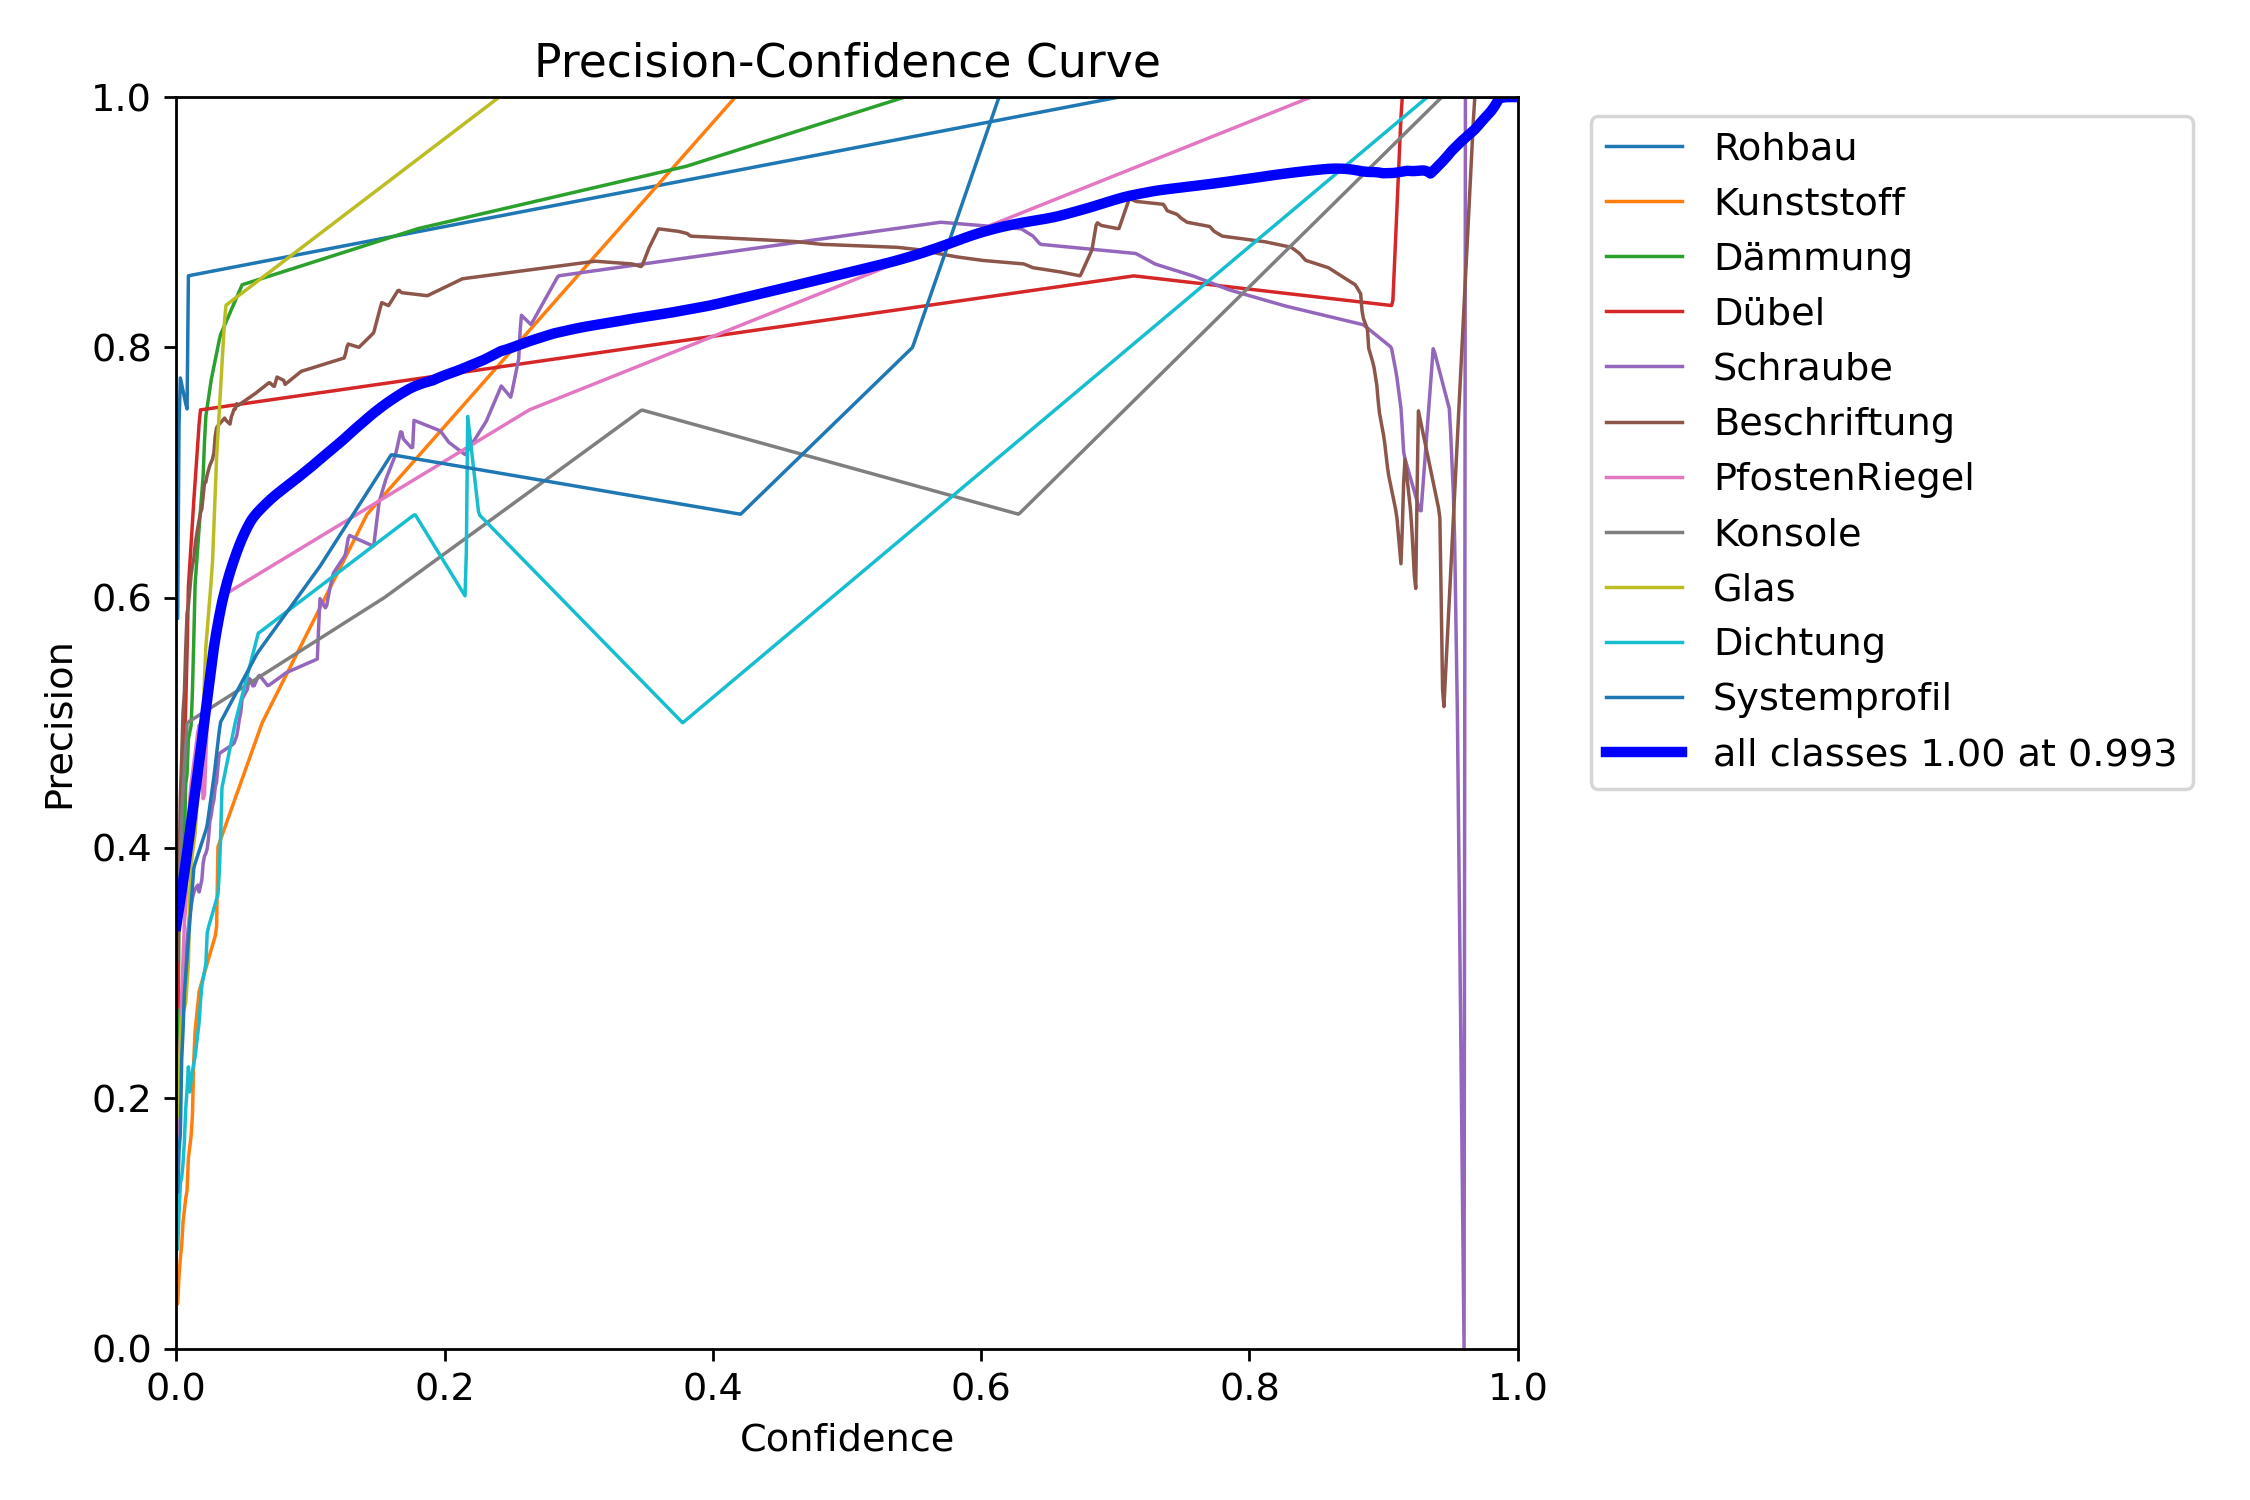 Precision-Confidence Curve
1.0
0.8
0.6
0.4
0.2
0.0
Precision
0.0 0.2 0.4 0.6 0.8 1.0
Confidence
Rohbau
Kunststoff
Dämmung
Dübel
Schraube
Beschriftung
PfostenRiegel
Konsole
Glas
Dichtung
Systemprofil
all classes 1.00 at 0.993